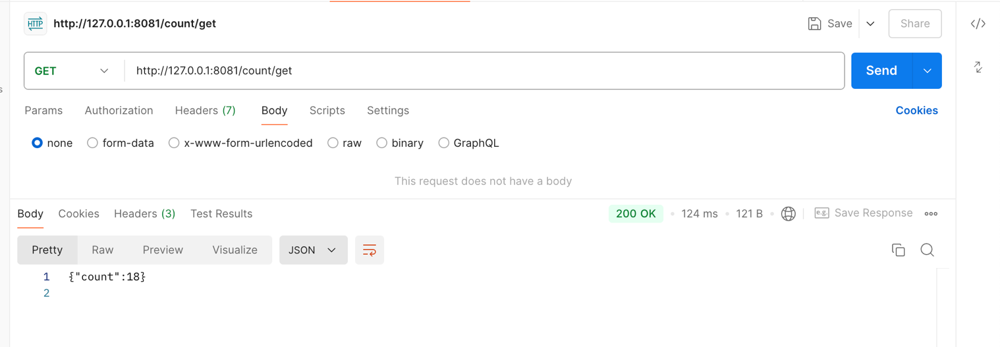 HTTP http://127.0.0.1:8081/count/get Save Share </>
GET http://127.0.0.1:8081/count/get Send
s
Params Authorization Headers (7) Body Scripts Settings Cookies
none form-data x-www-form-urlencoded raw binary GraphQL
This request does not have a body
Body Cookies Headers (3) Test Results 200 OK • 124 ms • 121 B • e.g. Save Response
Pretty Raw Preview Visualize JSON
1 {"count":18}
2